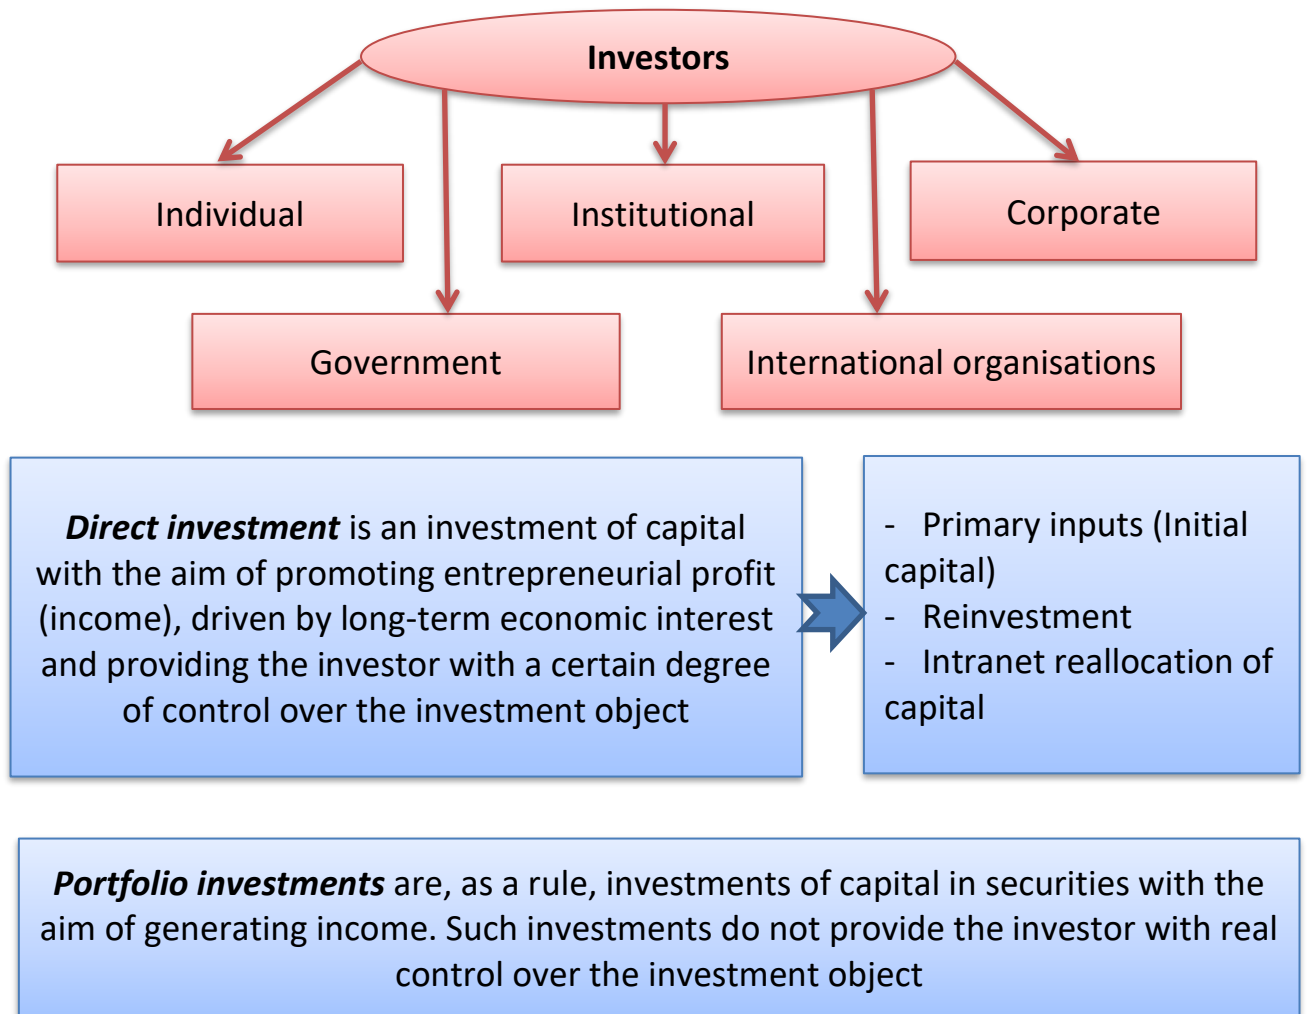 Investors
Individual
Institutional
Corporate
Government
International organisations
Direct investment is an investment of capital
with the aim of promoting entrepreneurial profit
(income), driven by long-term economic interest
and providing the investor with a certain degree
of control over the investment object
- Primary inputs (Initial
capital)
- Reinvestment
- Intranet reallocation of
capital
Portfolio investments are, as a rule, investments of capital in securities with the
aim of generating income. Such investments do not provide the investor with real
control over the investment object